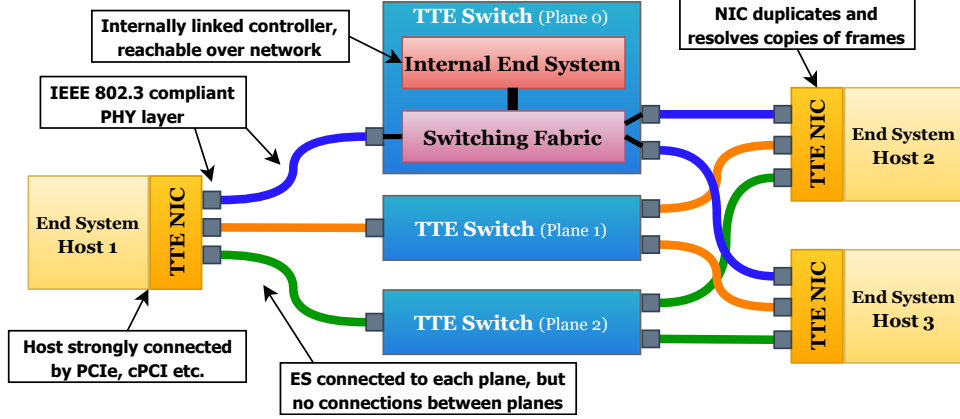 Internally linked controller,
reachable over network
TTE Switch (Plane 0)
Internal End System
Switching Fabric
NIC duplicates and
resolves copies of frames
IEEE 802.3 compliant
PHY layer
End System
Host 1
TTE NIC
TTE Switch (Plane 1)
TTE Switch (Plane 2)
TTE NIC
End System
Host 2
TTE NIC
End System
Host 3
Host strongly connected
by PCIe, cPCI etc.
ES connected to each plane, but
no connections between planes